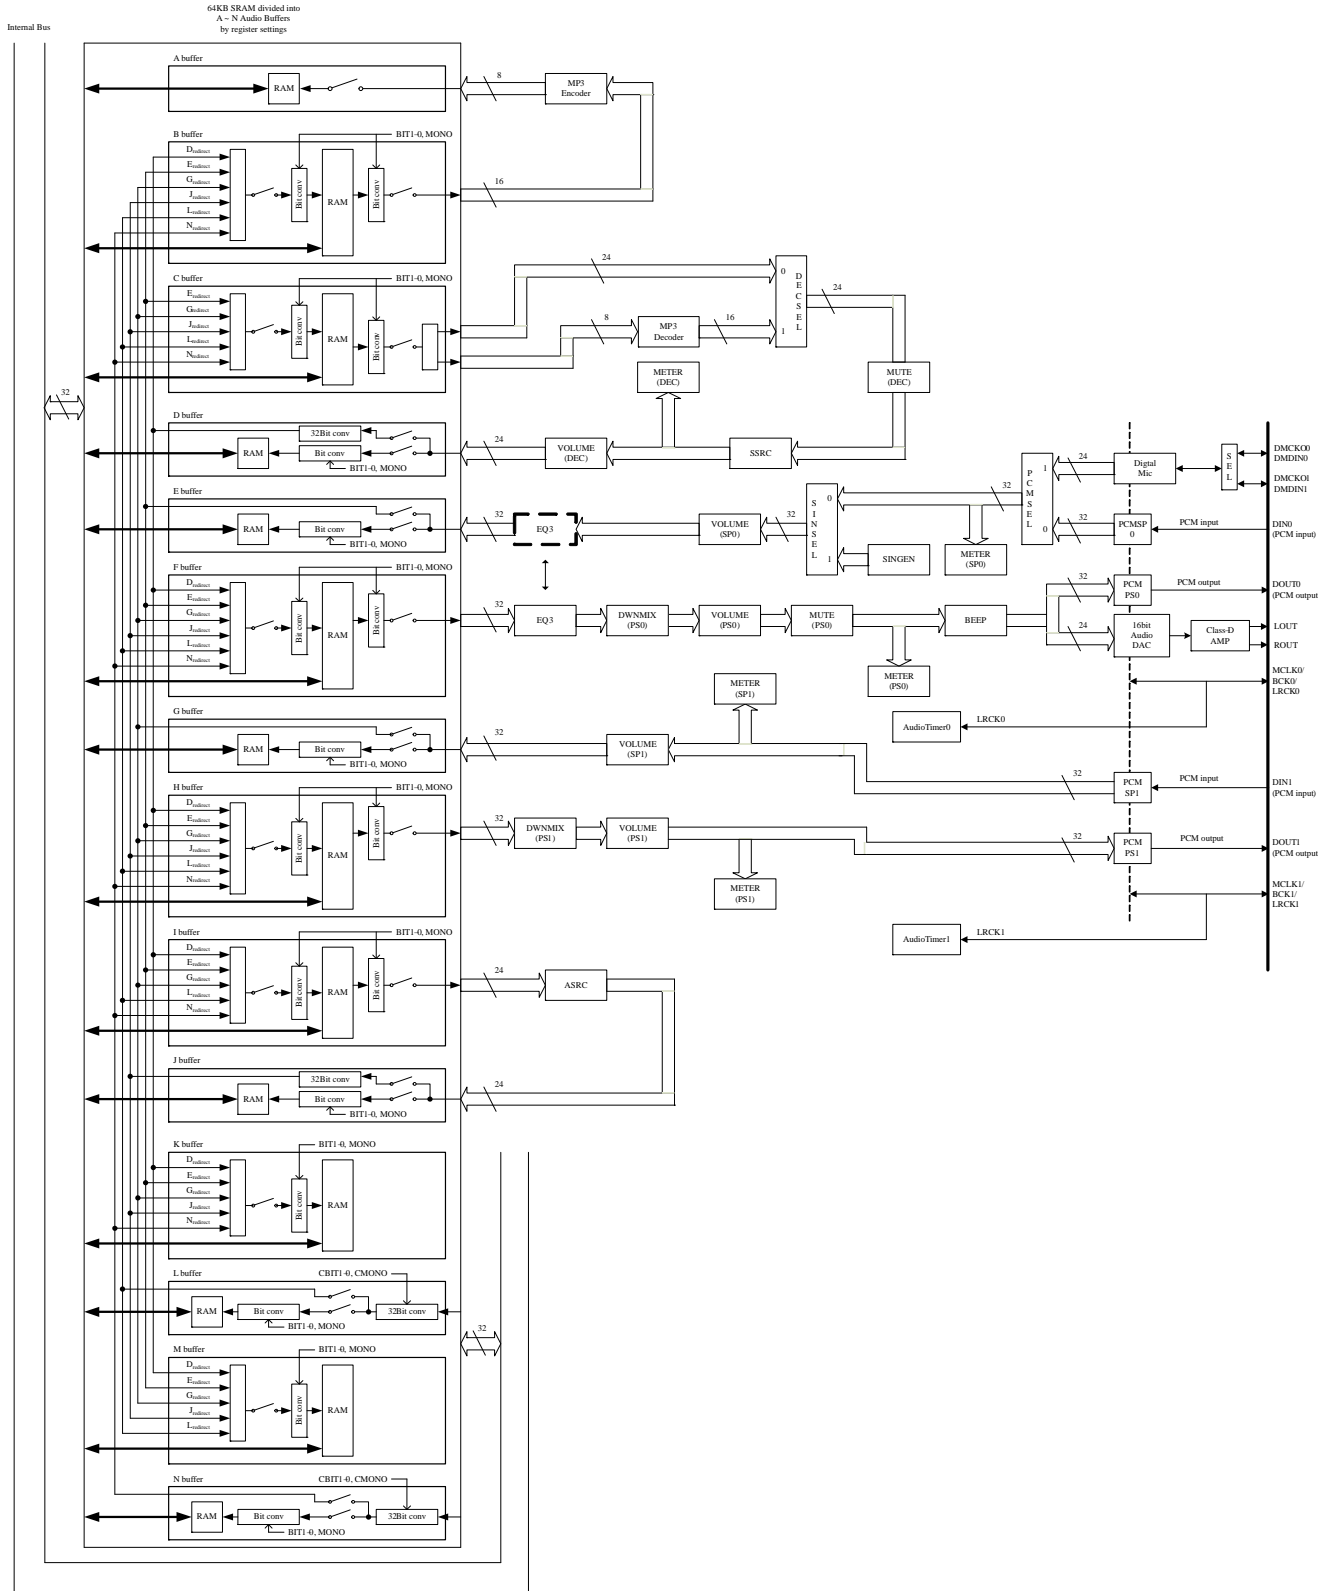 64KB SRAM divided into
A ~ N Audio Buffers
by register settings
Internal Bus
A buffer
RAM
8
MP3
Encoder
B buffer
BIT1-0, MONO
Dredirect
Eredirect
Gredirect
Jredirect
Lredirect
Nredirect
Bit conv
RAM
Bit conv
16
C buffer
BIT1-0, MONO
Eredirect
Gredirect
Jredirect
Lredirect
Nredirect
Bit conv
RAM
Bit conv
24
8
MP3
Decoder
16
0
DECSEL
1
24
MUTE
(DEC)
METER
(DEC)
32
D buffer
32Bit conv
RAM
Bit conv
BIT1-0, MONO
24
VOLUME
(DEC)
SSRC
E buffer
RAM
Bit conv
BIT1-0, MONO
32
EQ3
VOLUME
(SP0)
32
SINSEL
0
1
SINGEN
32
METER
(SP0)
PCMSEL
1
0
24
Digtal
Mic
SEL
DMCKO0
DMDIN0
DMCKO1
DMDIN1
32
PCMSP
0
PCM input
DIN0
(PCM input)
F buffer
BIT1-0, MONO
Dredirect
Eredirect
Gredirect
Jredirect
Lredirect
Nredirect
Bit conv
RAM
Bit conv
32
EQ3
DWNMIX
(PS0)
VOLUME
(PS0)
MUTE
(PS0)
METER
(PS0)
BEEP
32
PCM
PS0
PCM output
DOUT0
(PCM output
24
16bit
Audio
DAC
Class-D
AMP
LOUT
ROUT
MCLK0/
BCK0/
LRCK0
AudioTimer0
LRCK0
G buffer
RAM
Bit conv
BIT1-0, MONO
32
VOLUME
(SP1)
METER
(SP1)
32
PCM
SP1
PCM input
DIN1
(PCM input)
H buffer
BIT1-0, MONO
Dredirect
Eredirect
Gredirect
Jredirect
Lredirect
Nredirect
Bit conv
RAM
Bit conv
32
DWNMIX
(PS1)
VOLUME
(PS1)
METER
(PS1)
32
PCM
PS1
PCM output
DOUT1
(PCM output
MCLK1/
BCK1/
LRCK1
AudioTimer1
LRCK1
I buffer
BIT1-0, MONO
Dredirect
Eredirect
Gredirect
Lredirect
Nredirect
Bit conv
RAM
Bit conv
24
ASRC
J buffer
32Bit conv
RAM
Bit conv
BIT1-0, MONO
24
K buffer
BIT1-0, MONO
Dredirect
Eredirect
Gredirect
Jredirect
Nredirect
Bit conv
RAM
L buffer
CBIT1-0, CMONO
RAM
Bit conv
32Bit conv
BIT1-0, MONO
32
M buffer
BIT1-0, MONO
Dredirect
Eredirect
Gredirect
Jredirect
Lredirect
Bit conv
RAM
N buffer
CBIT1-0, CMONO
RAM
Bit conv
32Bit conv
BIT1-0, MONO